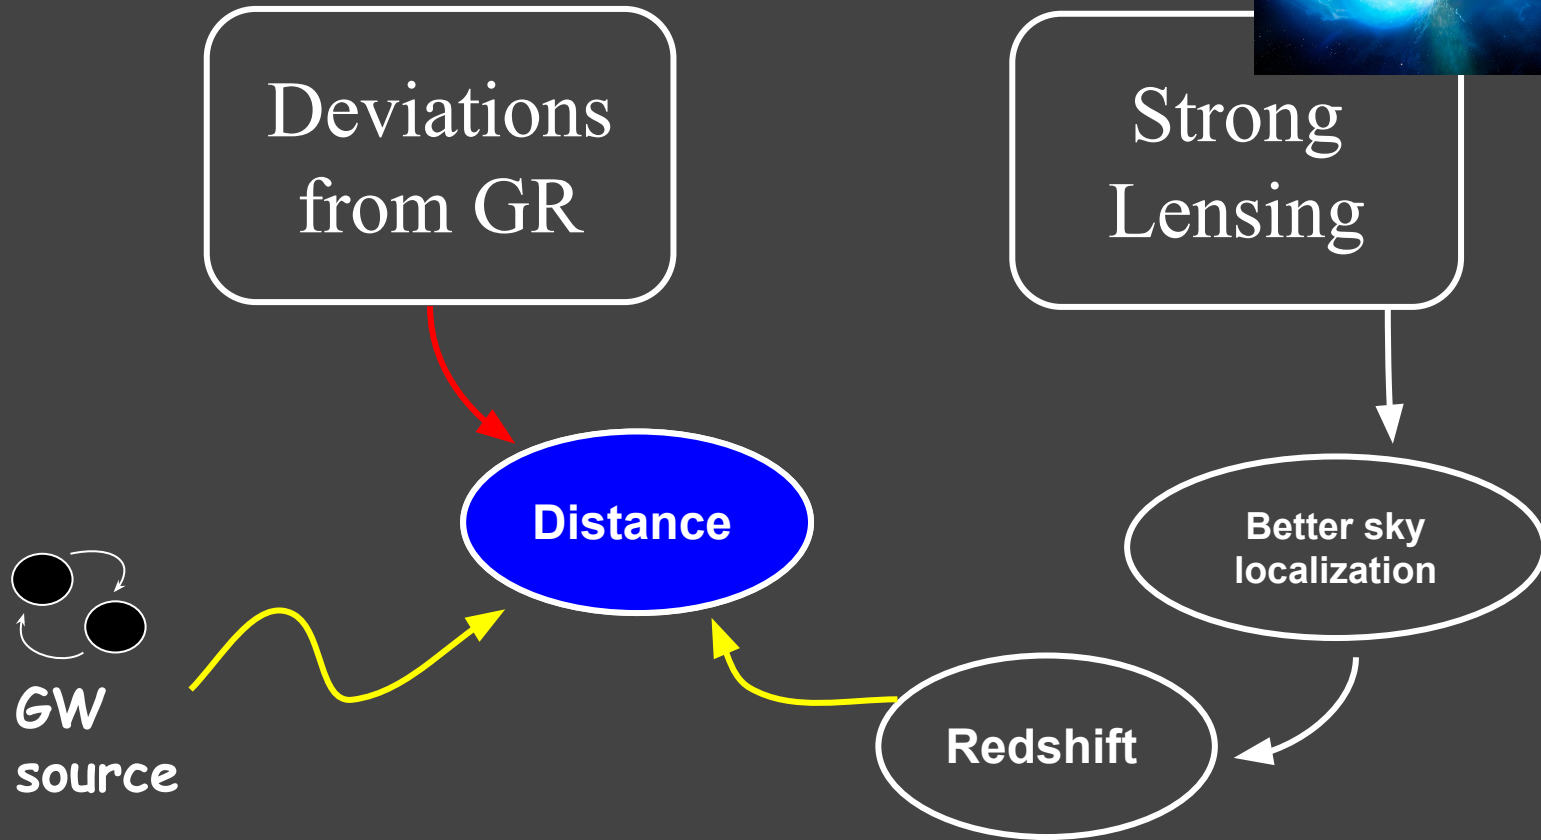 Deviations
from GR
Strong
Lensing
Distance
Better sky
localization
GW
source
Redshift